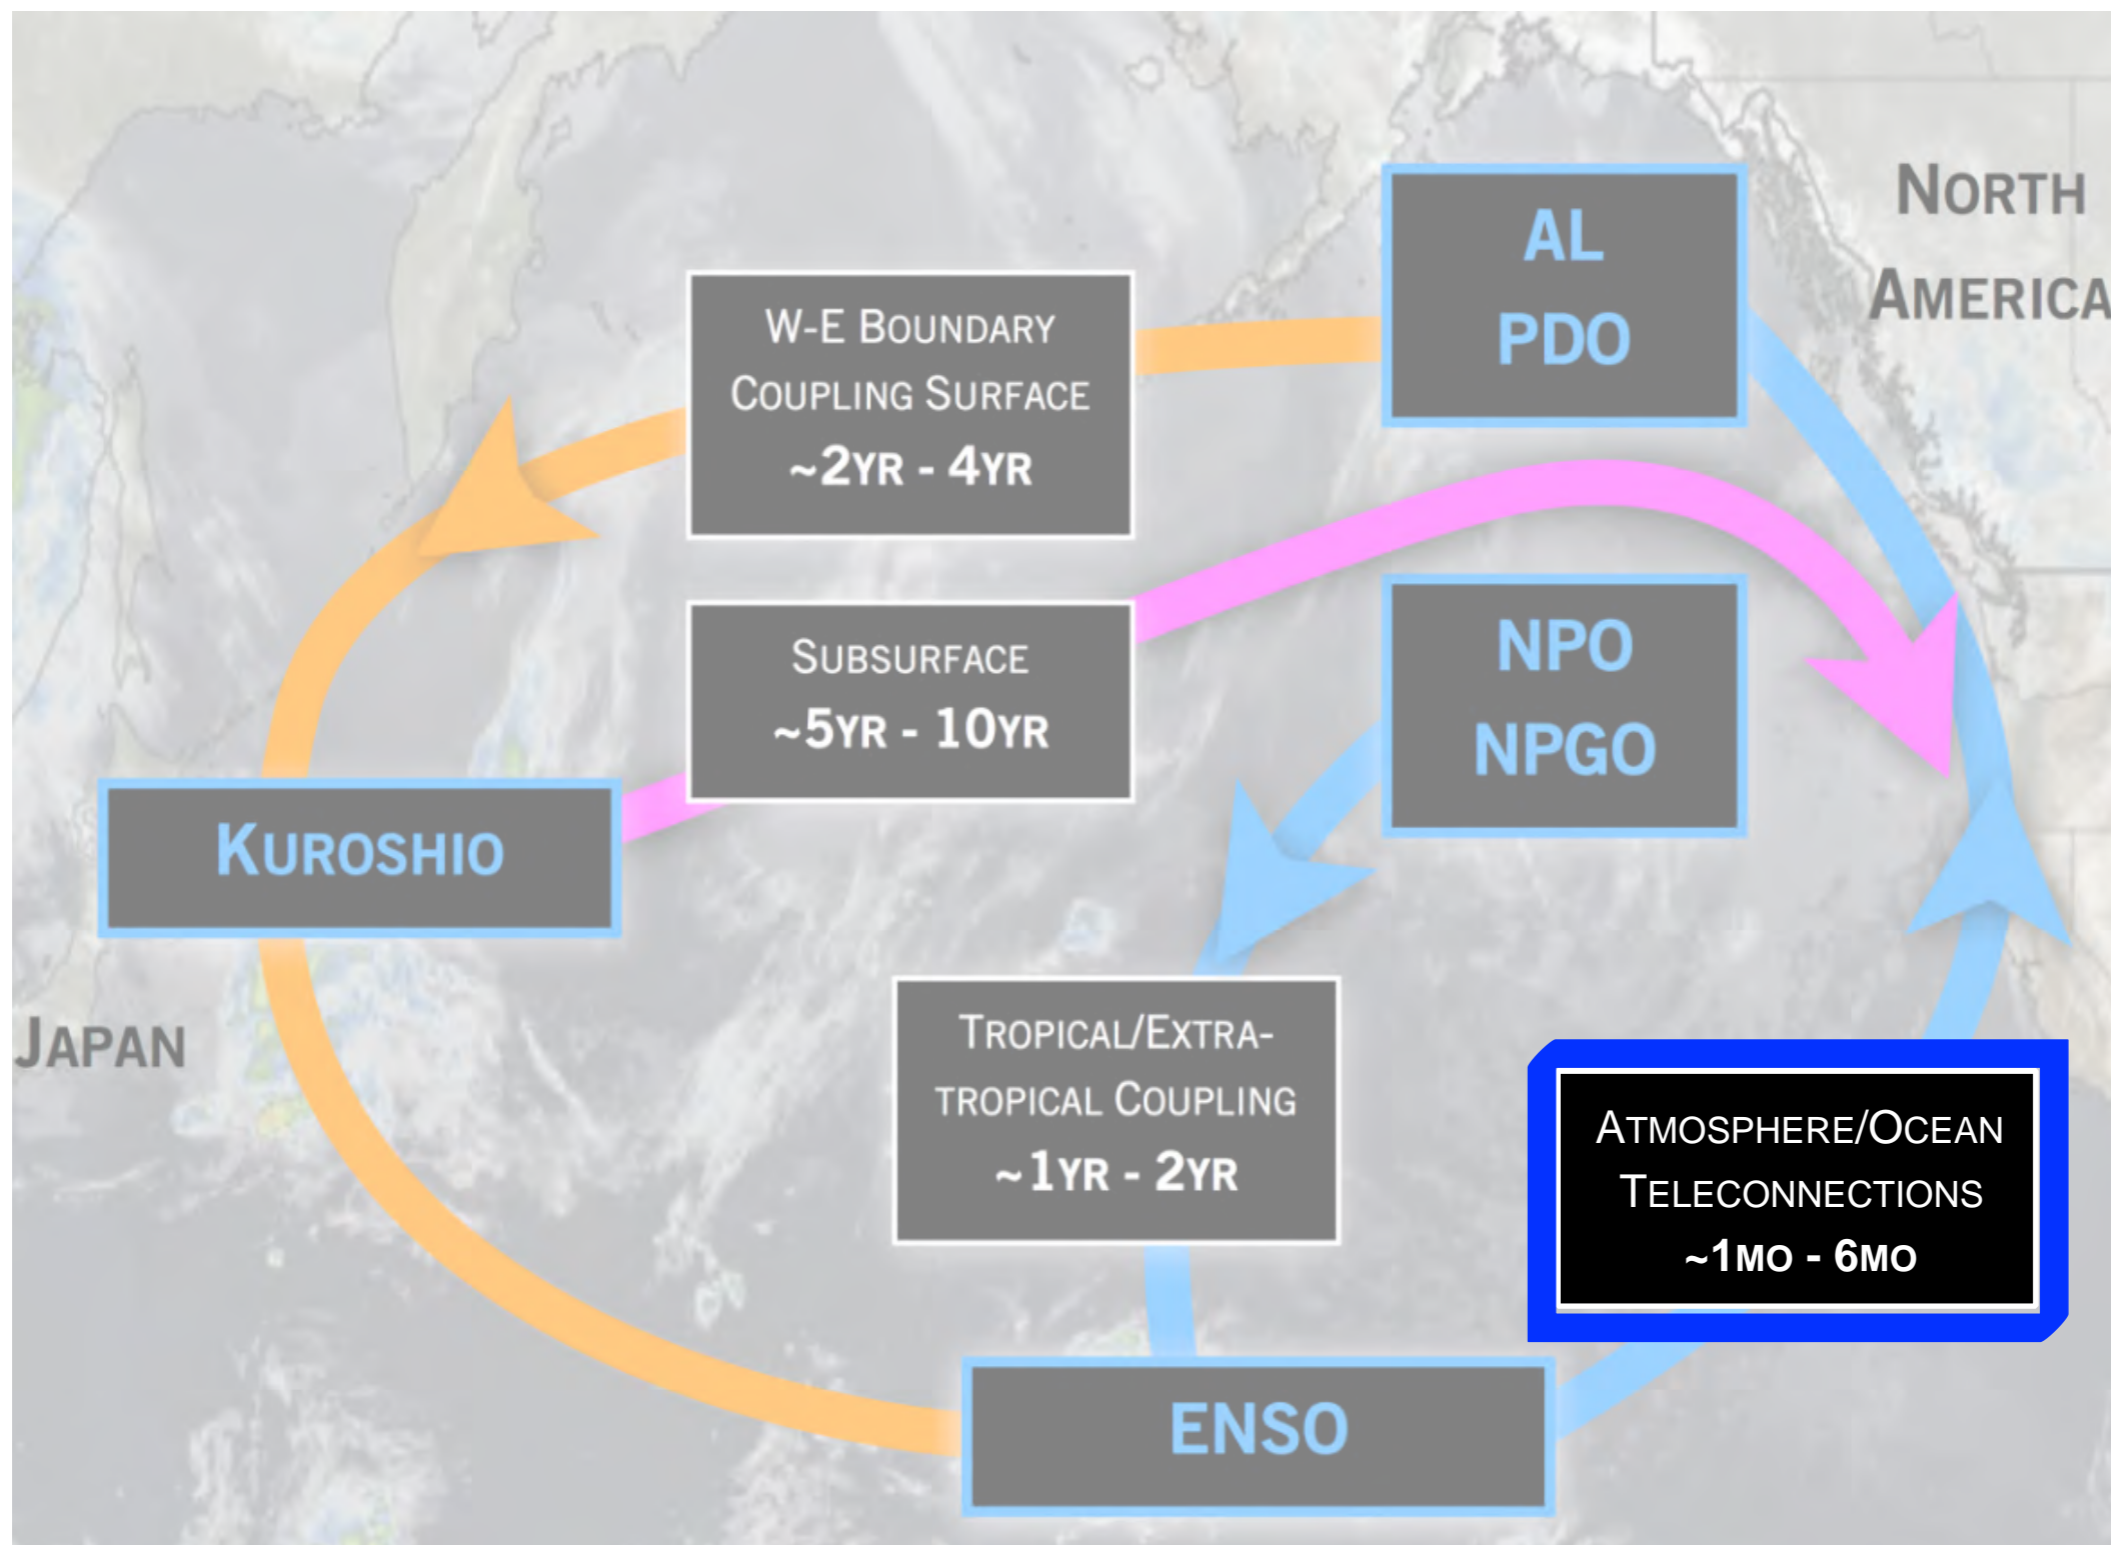 NORTH
AMERICA
AL
PDO
W-E BOUNDARY
COUPLING SURFACE
~2YR - 4YR
SUBSURFACE
~5YR - 10YR
NPO
NPGO
KUROSHIO
JAPAN
TROPICAL/EXTRA-
TROPICAL COUPLING
~1YR - 2YR
ATMOSPHERE/OCEAN
TELECONNECTIONS
~1MO - 6MO
ENSO